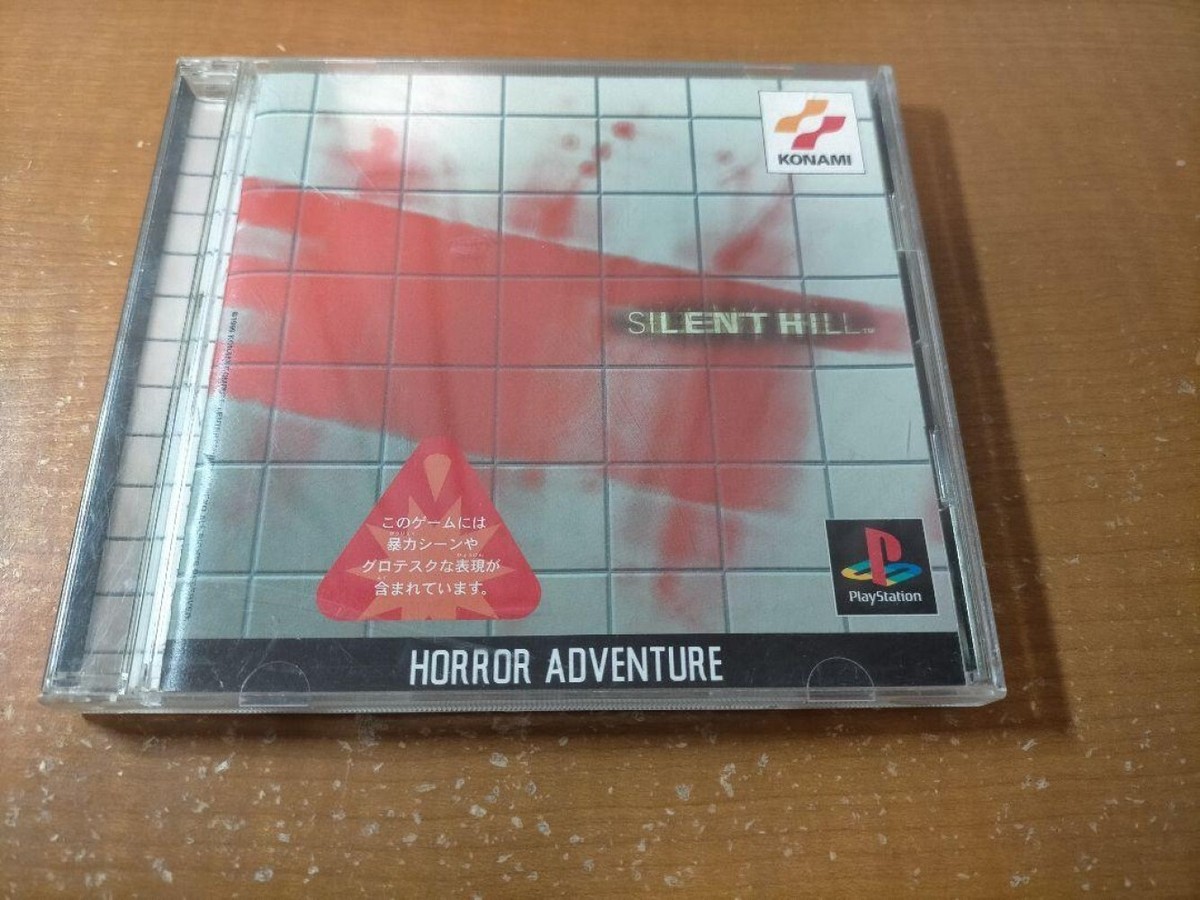 KONAMI
SILENT HILL™
このゲームには
暴力シーンや
グロテスクな表現が
含まれています。
PlayStation
HORROR ADVENTURE